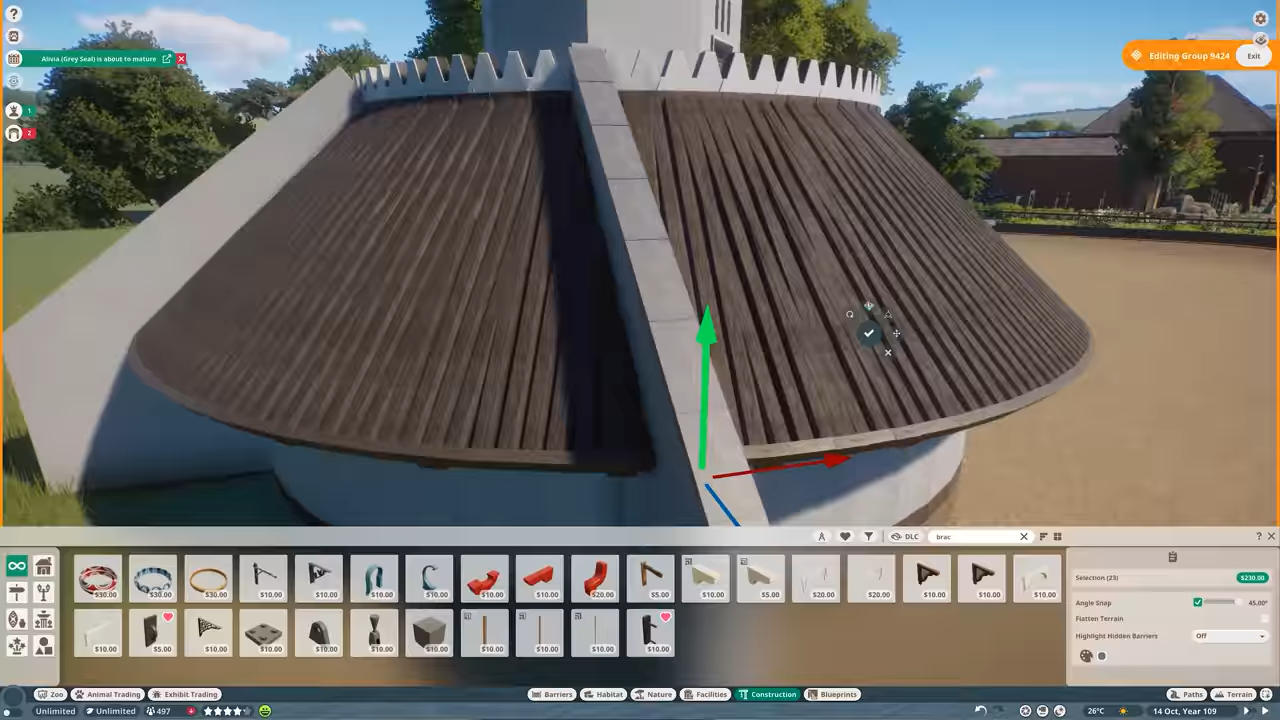 ?
Alivia (Grey Seal) is about to mature
1
2
Editing Group 9424
Exit
DLC
brac
?
$30.00 $30.00 $30.00 $10.00 $10.00 $10.00 $10.00 $10.00 $10.00 $20.00 $5.00 $10.00 $5.00 $20.00 $20.00 $10.00 $10.00 $10.00
$10.00 $5.00 $10.00 $10.00 $10.00 $10.00 $10.00 $10.00 $10.00 $10.00 $10.00
Selection (23)
$230.00
Angle Snap
45.00°
Flatten Terrain
Highlight Hidden Barriers
Off
Zoo
Animal Trading
Exhibit Trading
Barriers
Habitat
Nature
Facilities
Construction
Blueprints
Paths
Terrain
Unlimited
Unlimited
497
26°C
14 Oct, Year 109